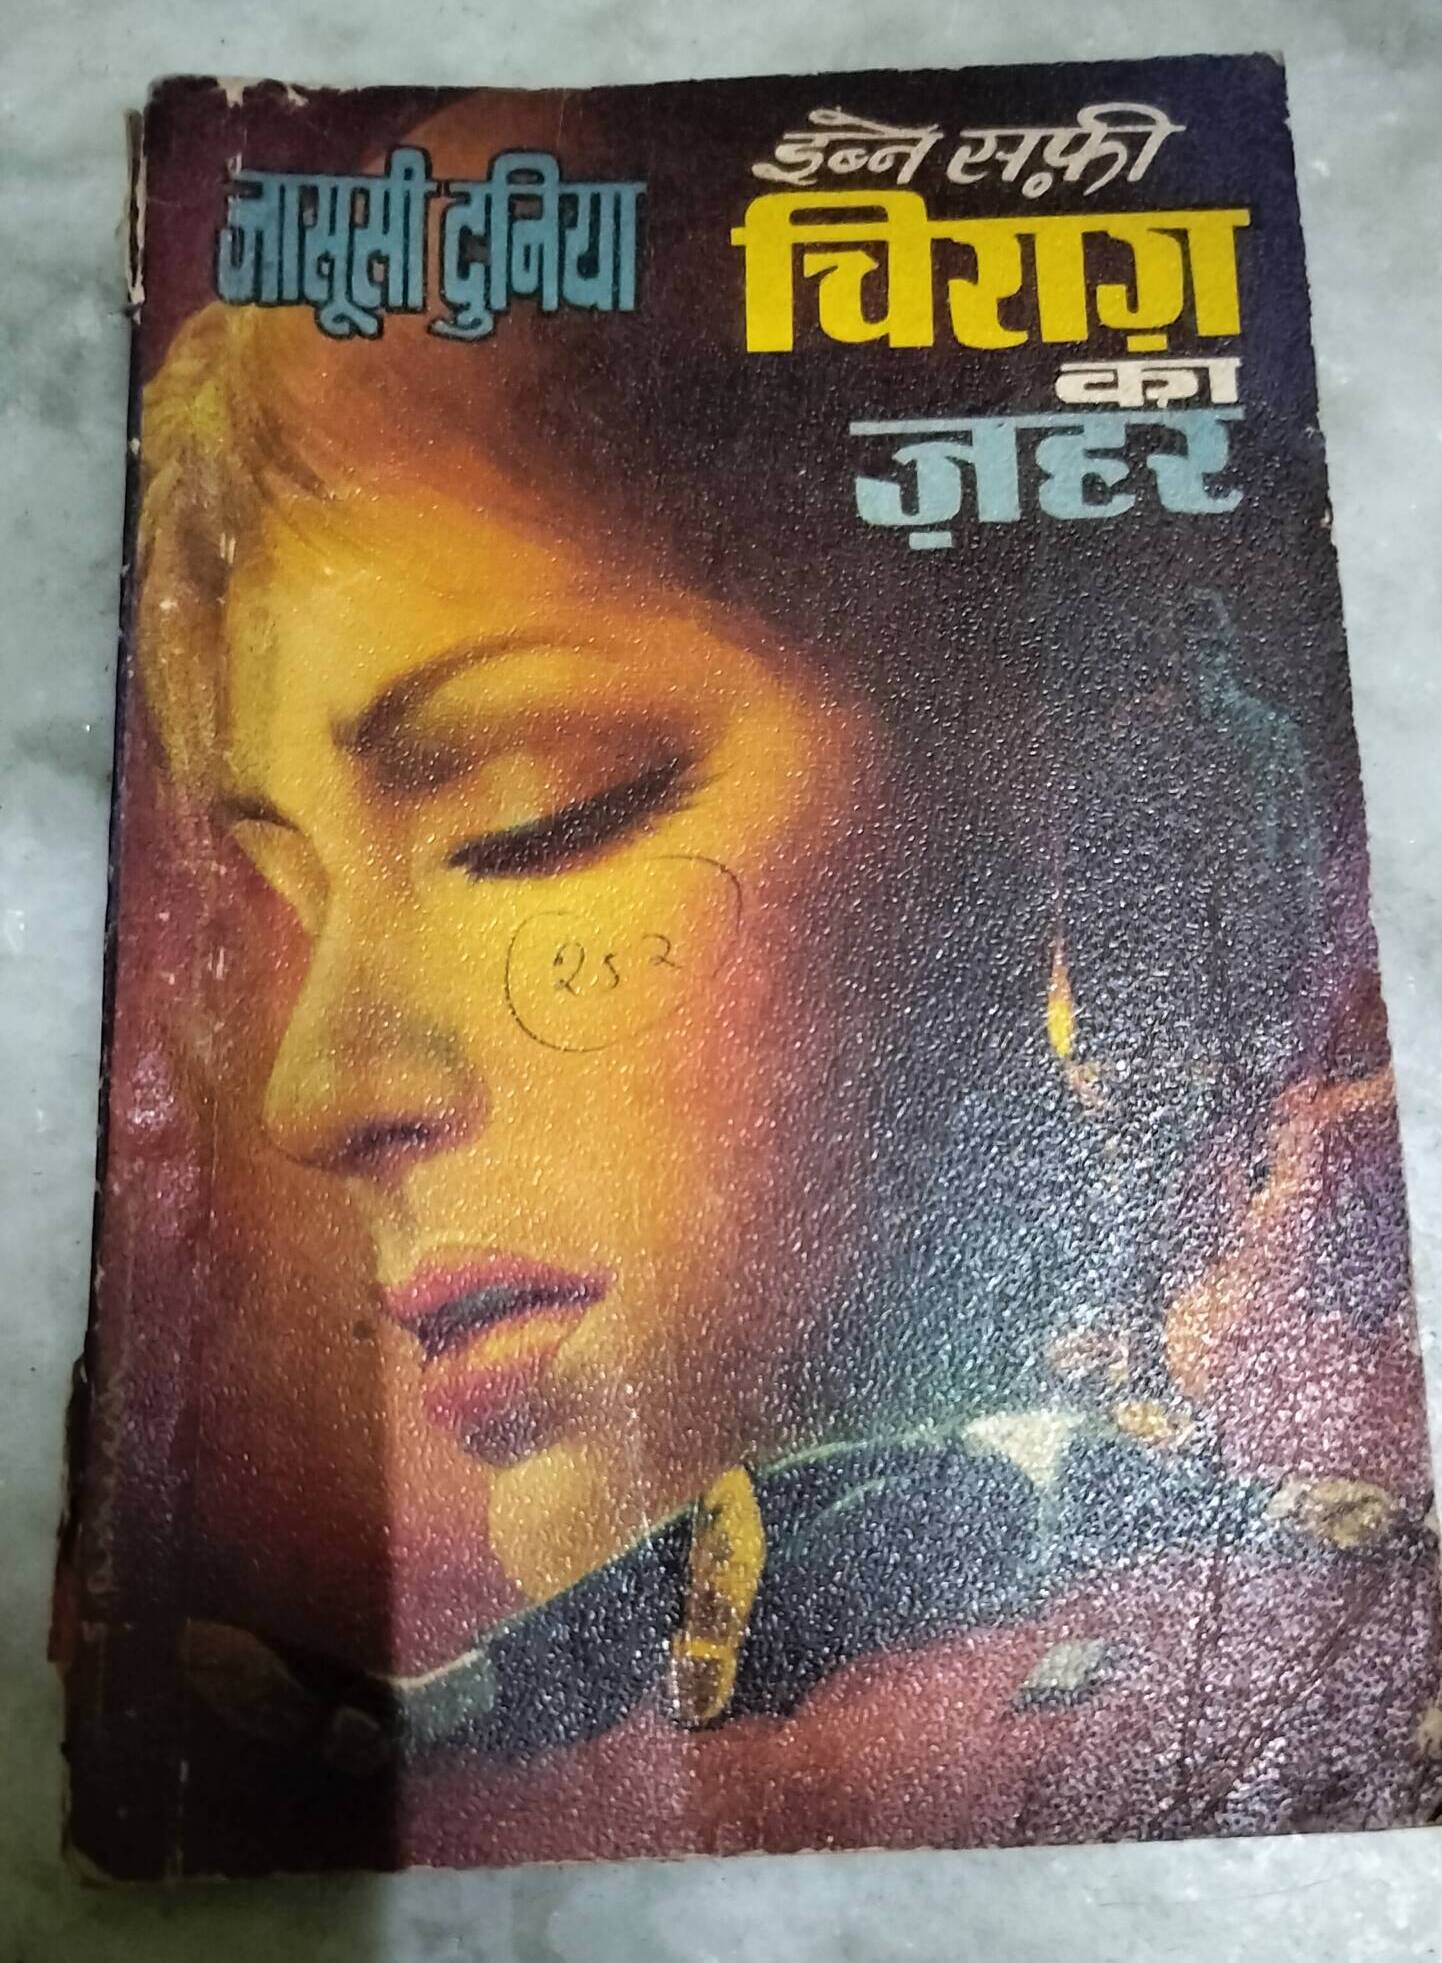 जासूसी दुनिया
इब्ने सफ़ी
चिराग़
का
ज़हर
252